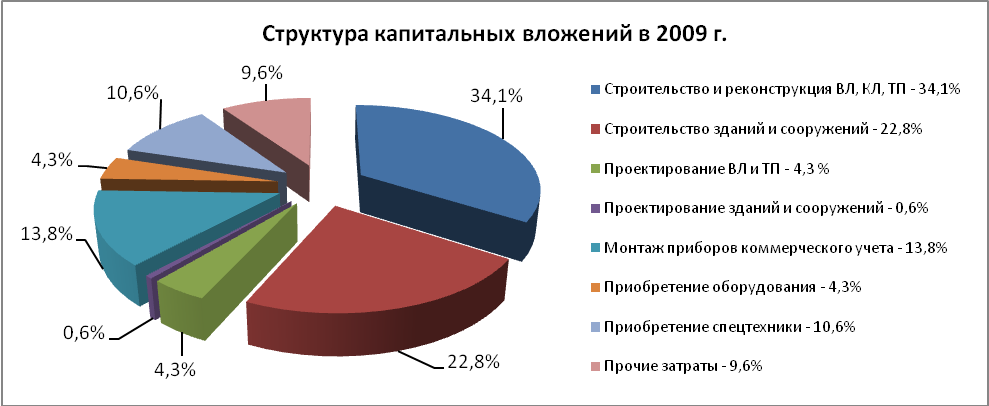 Структура капитальных вложений в 2009 г.
9,6%
34,1%
10,6%
4,3%
13,8%
0,6%
4,3%
22,8%
Строительство и реконструкция ВЛ, КЛ, ТП - 34,1%
Строительство зданий и сооружений - 22,8%
Проектирование ВЛ и ТП - 4,3 %
Проектирование зданий и сооружений - 0,6%
Монтаж приборов коммерческого учета - 13,8%
Приобретение оборудования - 4,3%
Приобретение спецтехники - 10,6%
Прочие затраты - 9,6%